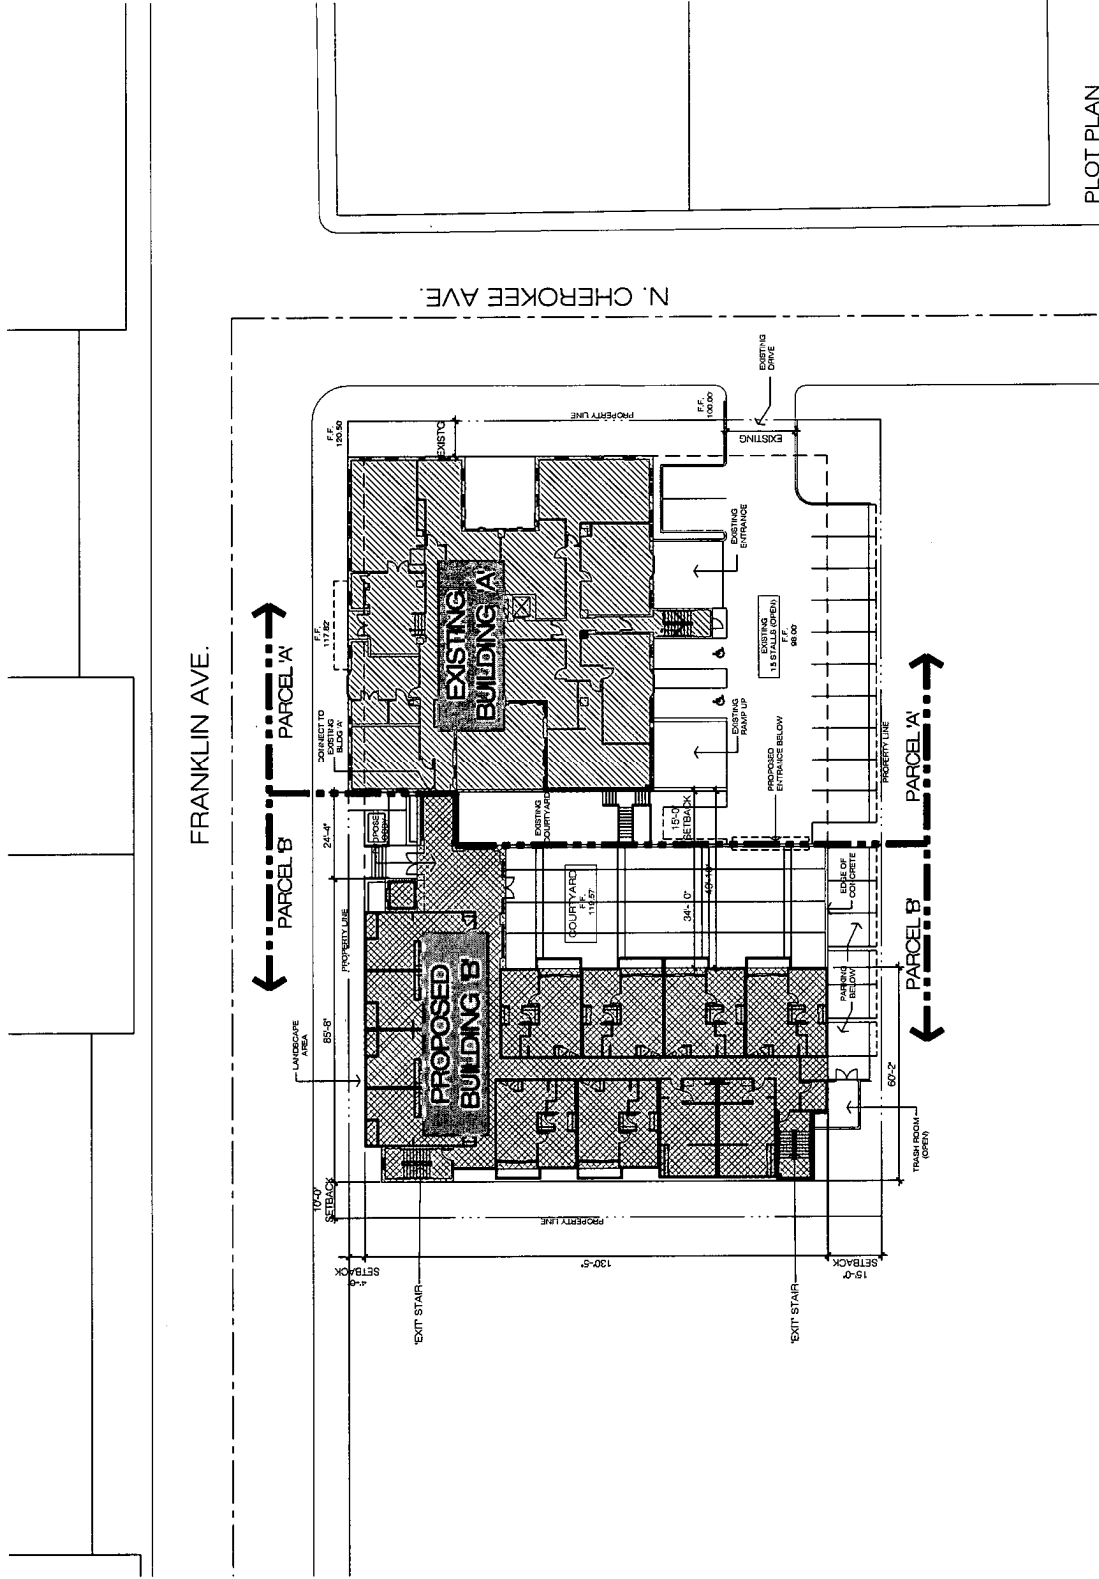 PLOT PLAN
FRANKLIN AVE.
N. CHEROKEE AVE.
PARCEL 'B'
PARCEL 'A'
EXISTING
DRIVE
PROPERTY LINE
F.F.
120.50
F.F.
100.00'
EXISTING
F.F.
117.82'
EXISTING
BUILDING 'A'
EXISTING
ENTRANCE
EXISTING
15 STALLS (OPEN)
F.F.
98.00'
CONNECT TO
EXISTING
BLDG 'A'
EXISTING
RAMP UP
PROPOSED
ENTRANCE BELOW
PROPERTY LINE
24'-4"
EXISTING
COURTYARD
15'-0"
SETBACK
PARCEL 'B'
PARCEL 'A'
PROPERTY LINE
COURTYARD
F.F.
119.57
34'-10"
EDGE OF
CONCRETE
PARKING
BELOW
LANDSCAPE
AREA
85'-8"
PROPOSED
BUILDING 'B'
60'-2"
TRASH ROOM
(OPEN)
10'-0"
SETBACK
PROPERTY LINE
SETBACK
130'-5"
15'-0"
SETBACK
'EXIT' STAIR
'EXIT' STAIR